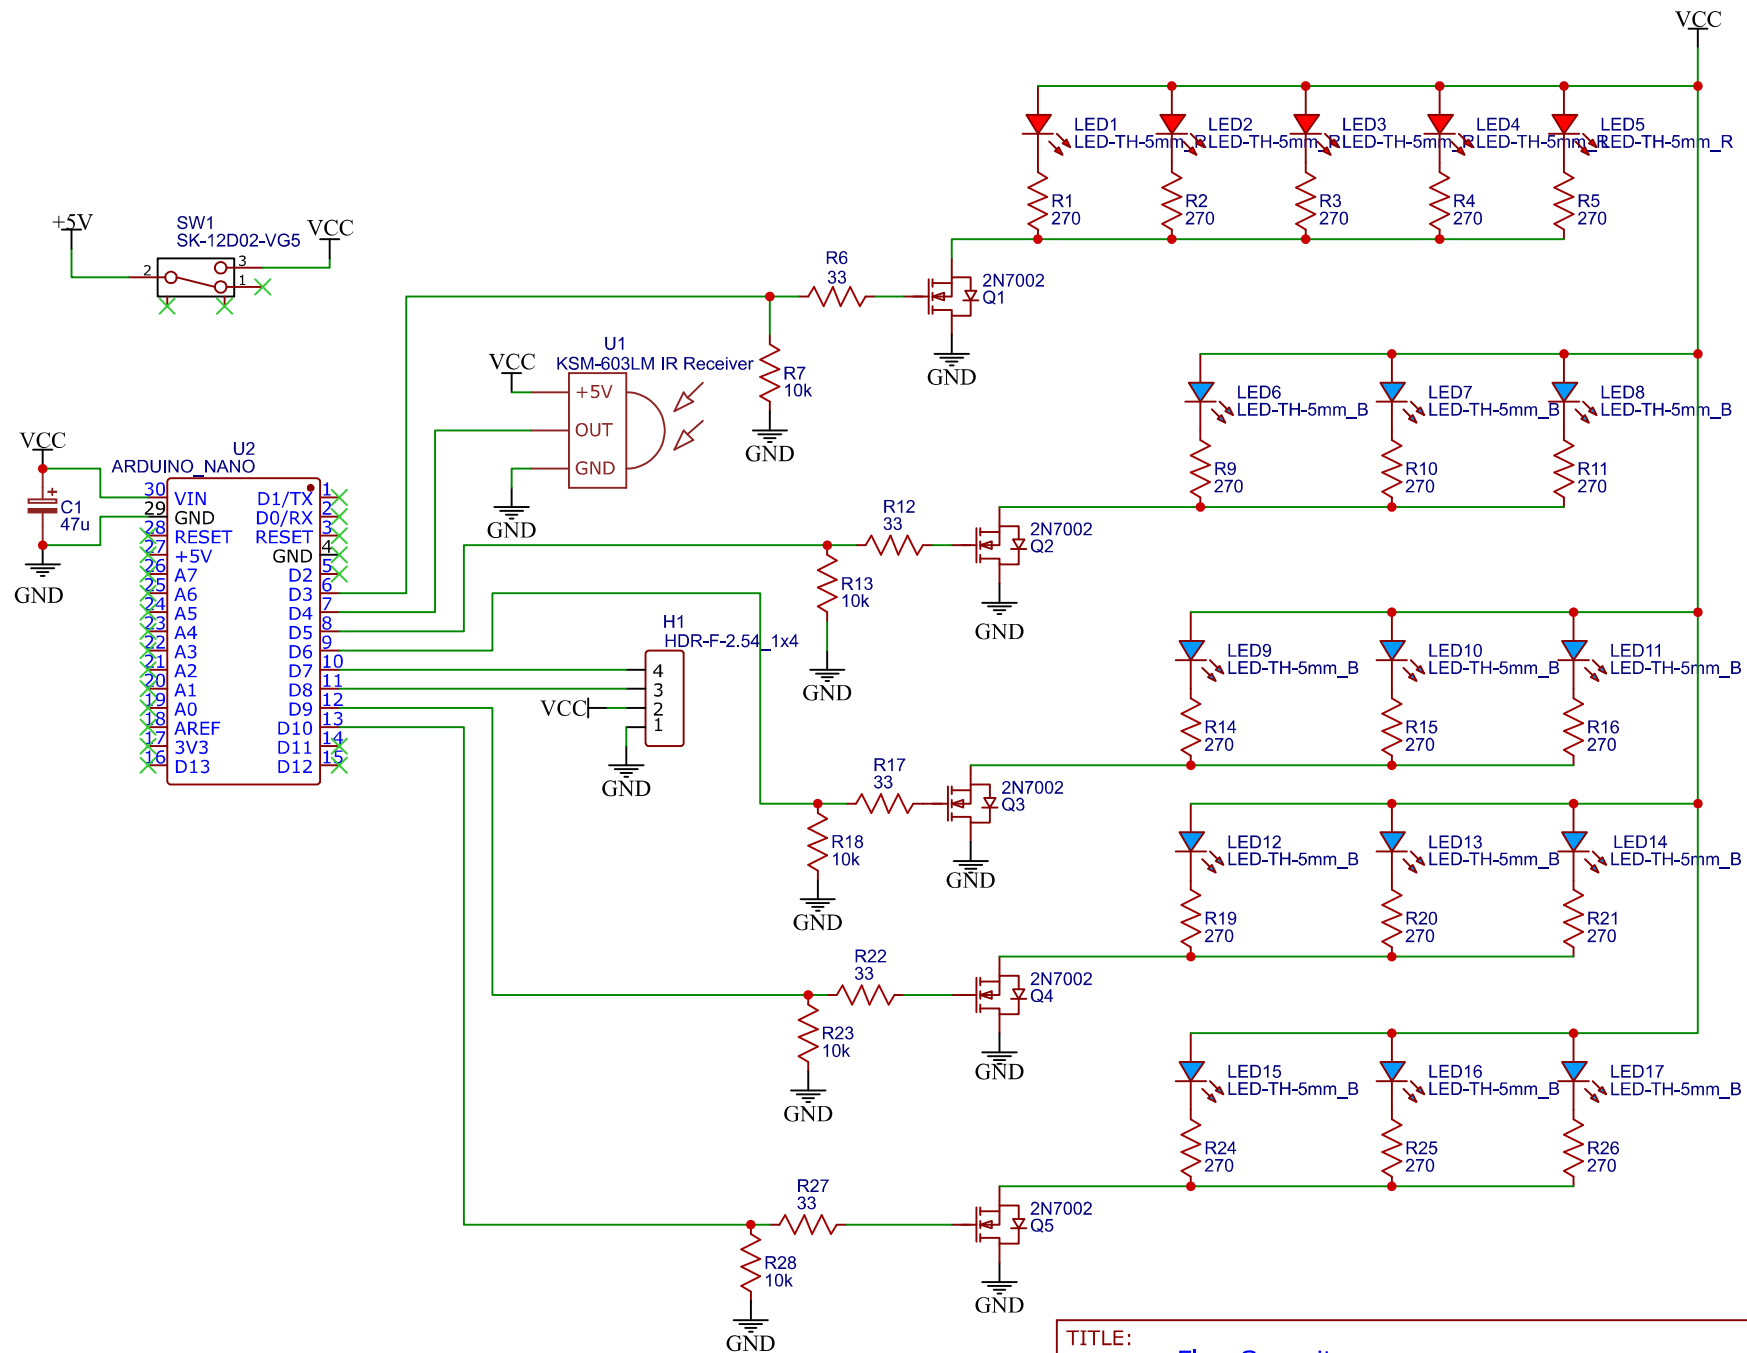 VCC
LED1
LED-TH-5mm_R
LED2
LED-TH-5mm_R
LED3
LED-TH-5mm_R
LED4
LED-TH-5mm_R
LED5
LED-TH-5mm_R
R1
270
R2
270
R3
270
R4
270
R5
270
+5V
SW1
SK-12D02-VG5
VCC
2
3
1
R6
33
2N7002
Q1
GND
R7
10k
GND
U1
KSM-603LM IR Receiver
VCC
+5V
OUT
GND
GND
LED6
LED-TH-5mm_B
LED7
LED-TH-5mm_B
LED8
LED-TH-5mm_B
R9
270
R10
270
R11
270
VCC
C1
47u
GND
U2
ARDUINO_NANO
30 VIN D1/TX 1
29 GND D0/RX 2
28 RESET RESET 3
27 +5V GND 4
26 A7 D2 5
25 A6 D3 6
24 A5 D4 7
23 A4 D5 8
22 A3 D6 9
21 A2 D7 10
20 A1 D8 11
19 A0 D9 12
18 AREF D10 13
17 3V3 D11 14
16 D13 D12 15
R12
33
2N7002
Q2
GND
R13
10k
GND
H1
HDR-F-2.54_1x4
4
3
VCC 2
1
GND
LED9
LED-TH-5mm_B
LED10
LED-TH-5mm_B
LED11
LED-TH-5mm_B
R14
270
R15
270
R16
270
R17
33
2N7002
Q3
GND
R18
10k
GND
LED12
LED-TH-5mm_B
LED13
LED-TH-5mm_B
LED14
LED-TH-5mm_B
R19
270
R20
270
R21
270
R22
33
2N7002
Q4
GND
R23
10k
GND
LED15
LED-TH-5mm_B
LED16
LED-TH-5mm_B
LED17
LED-TH-5mm_B
R24
270
R25
270
R26
270
R27
33
2N7002
Q5
GND
R28
10k
GND
TITLE: